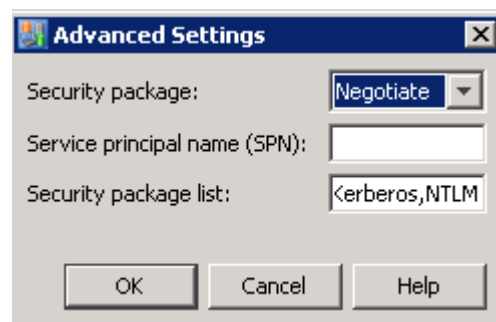 Advanced Settings
Security package: Negotiate
Service principal name (SPN):
Security package list: Kerberos,NTLM
OK Cancel Help